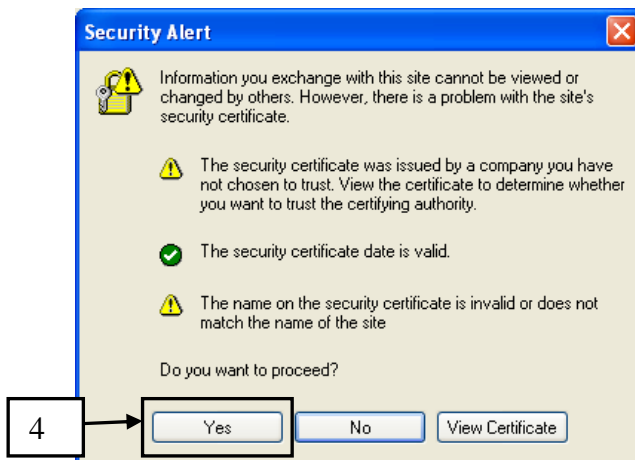 Security Alert
Information you exchange with this site cannot be viewed or
changed by others. However, there is a problem with the site's
security certificate.
The security certificate was issued by a company you have
not chosen to trust. View the certificate to determine whether
you want to trust the certifying authority.
The security certificate date is valid.
The name on the security certificate is invalid or does not
match the name of the site
Do you want to proceed?
4
Yes No View Certificate